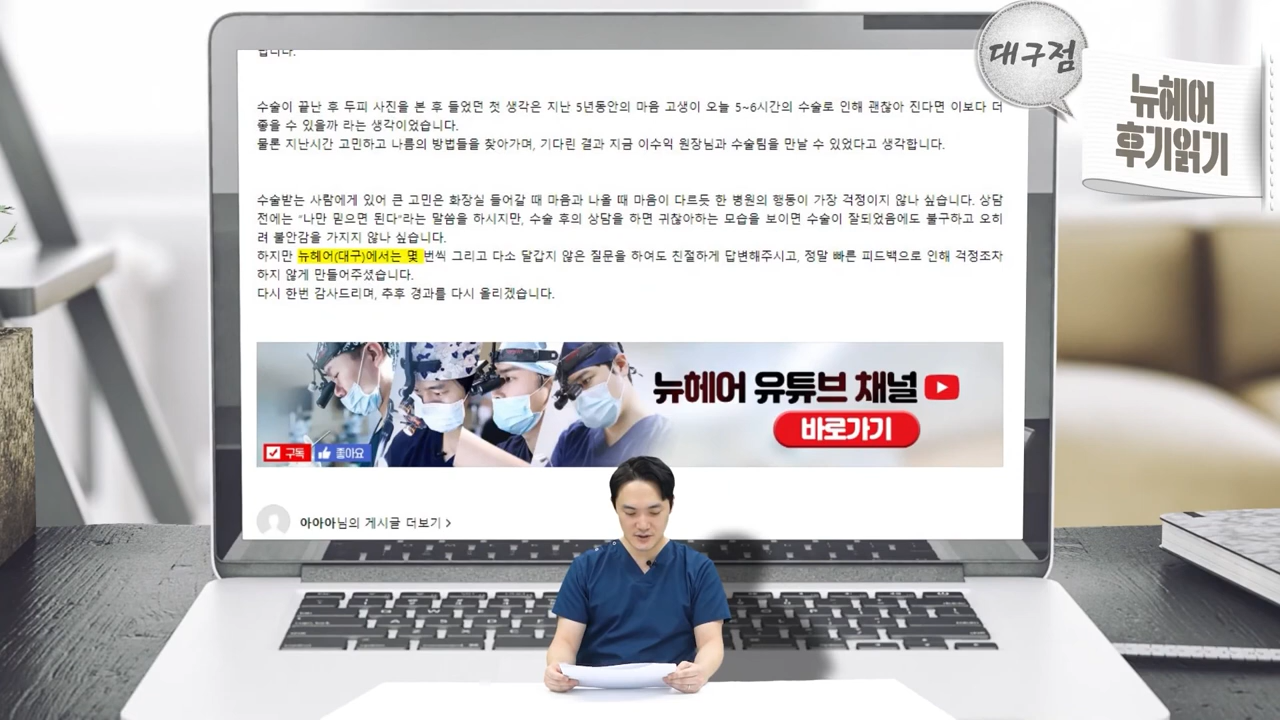 습니다.
대구점
뉴헤어
후기읽기
수술이 끝난 후 두피 사진을 본 후 들었던 첫 생각은 지난 5년동안의 마음 고생이 오늘 5~6시간의 수술로 인해 괜찮아 진다면 이보다 더
좋을 수 있을까 라는 생각이었습니다.
물론 지난시간 고민하고 나름의 방법들을 찾아가며, 기다린 결과 지금 이수익 원장님과 수술팀을 만날 수 있었다고 생각합니다.
수술받는 사람에게 있어 큰 고민은 화장실 들어갈 때 마음과 나올 때 마음이 다르듯 한 병원의 행동이 가장 걱정이지 않나 싶습니다. 상담
전에는 “나만 믿으면 된다”라는 말씀을 하시지만, 수술 후의 상담을 하면 귀찮아하는 모습을 보이면 수술이 잘되었음에도 불구하고 오히
려 불안감을 가지지 않나 싶습니다.
하지만 뉴헤어(대구)에서는 몇 번씩 그리고 다소 달갑지 않은 질문을 하여도 친절하게 답변해주시고, 정말 빠른 피드백으로 인해 걱정조차
하지 않게 만들어주셨습니다.
다시 한번 감사드리며, 추후 경과를 다시 올리겠습니다.
뉴헤어 유튜브 채널
바로가기
구독 좋아요
아아아님의 게시글 더보기 >